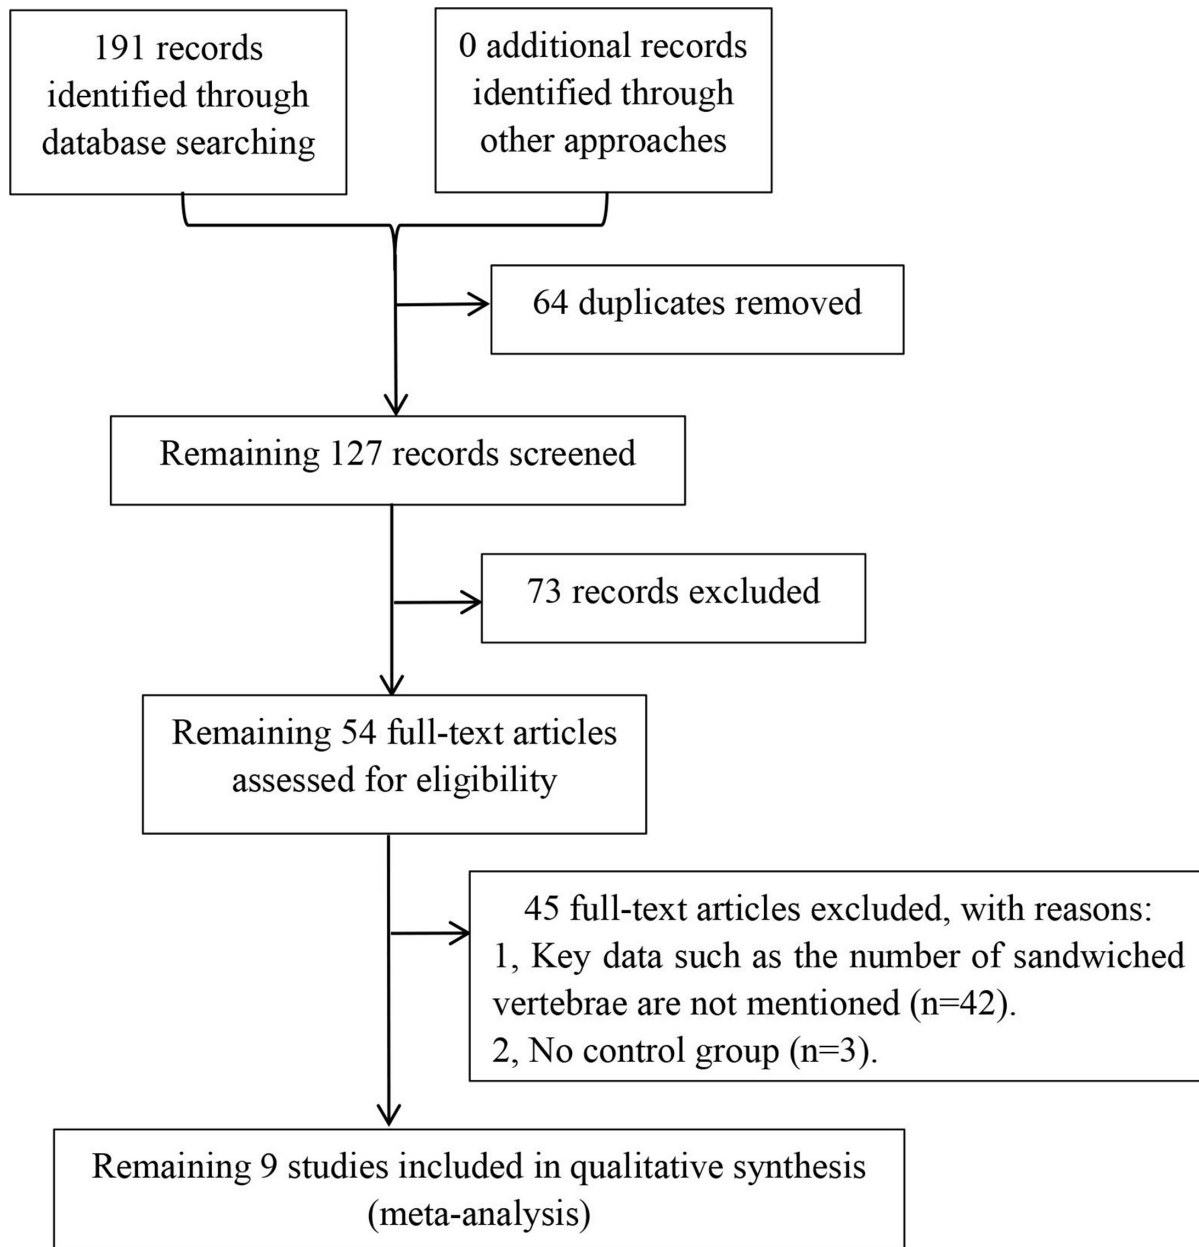 191 records
identified through
database searching
0 additional records
identified through
other approaches
64 duplicates removed
Remaining 127 records screened
73 records excluded
Remaining 54 full-text articles
assessed for eligibility
45 full-text articles excluded, with reasons:
1, Key data such as the number of sandwiched
vertebrae are not mentioned (n=42).
2, No control group (n=3).
Remaining 9 studies included in qualitative synthesis
(meta-analysis)